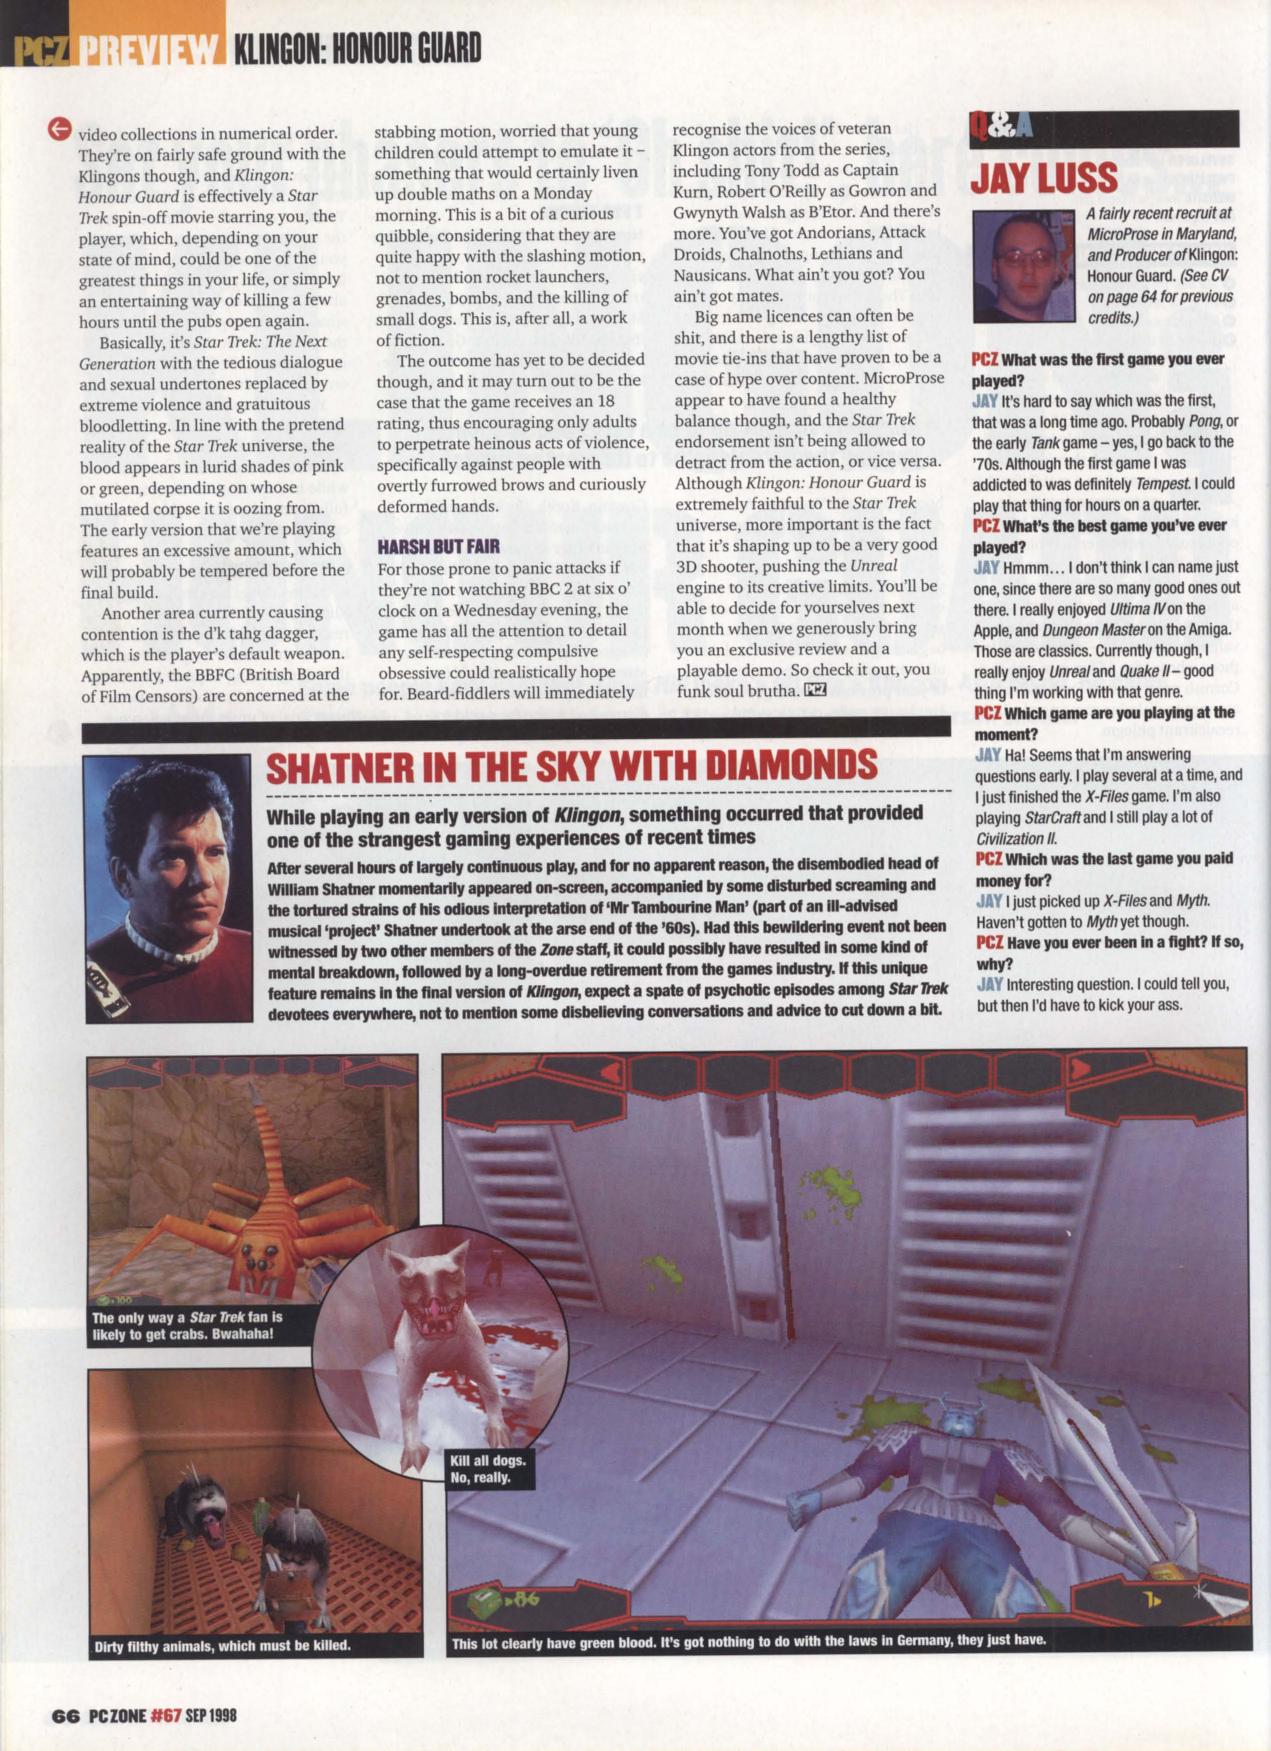 PCZ PREVIEW KLINGON: HONOUR GUARD
video collections in numerical order.
They're on fairly safe ground with the
Klingons though, and Klingon:
Honour Guard is effectively a Star
Trek spin-off movie starring you, the
player, which, depending on your
state of mind, could be one of the
greatest things in your life, or simply
an entertaining way of killing a few
hours until the pubs open again.
Basically, it's Star Trek: The Next
Generation with the tedious dialogue
and sexual undertones replaced by
extreme violence and gratuitous
bloodletting. In line with the pretend
reality of the Star Trek universe, the
blood appears in lurid shades of pink
or green, depending on whose
mutilated corpse it is oozing from.
The early version that we're playing
features an excessive amount, which
will probably be tempered before the
final build.
Another area currently causing
contention is the d'k tahg dagger,
which is the player's default weapon.
Apparently, the BBFC (British Board
of Film Censors) are concerned at the
stabbing motion, worried that young
children could attempt to emulate it –
something that would certainly liven
up double maths on a Monday
morning. This is a bit of a curious
quibble, considering that they are
quite happy with the slashing motion,
not to mention rocket launchers,
grenades, bombs, and the killing of
small dogs. This is, after all, a work
of fiction.
The outcome has yet to be decided
though, and it may turn out to be the
case that the game receives an 18
rating, thus encouraging only adults
to perpetrate heinous acts of violence,
specifically against people with
overtly furrowed brows and curiously
deformed hands.
HARSH BUT FAIR
For those prone to panic attacks if
they're not watching BBC 2 at six o'
clock on a Wednesday evening, the
game has all the attention to detail
any self-respecting compulsive
obsessive could realistically hope
for. Beard-fiddlers will immediately
recognise the voices of veteran
Klingon actors from the series,
including Tony Todd as Captain
Kurn, Robert O'Reilly as Gowron and
Gwynyth Walsh as B'Etor. And there's
more. You've got Andorians, Attack
Droids, Chalnoths, Lethians and
Nausicans. What ain't you got? You
ain't got mates.
Big name licences can often be
shit, and there is a lengthy list of
movie tie-ins that have proven to be a
case of hype over content. MicroProse
appear to have found a healthy
balance though, and the Star Trek
endorsement isn't being allowed to
detract from the action, or vice versa.
Although Klingon: Honour Guard is
extremely faithful to the Star Trek
universe, more important is the fact
that it's shaping up to be a very good
3D shooter, pushing the Unreal
engine to its creative limits. You'll be
able to decide for yourselves next
month when we generously bring
you an exclusive review and a
playable demo. So check it out, you
funk soul brutha. PCZ
Q&A
JAY LUSS
A fairly recent recruit at
MicroProse in Maryland,
and Producer of Klingon:
Honour Guard. (See CV
on page 64 for previous
credits.)
PCZ What was the first game you ever
played?
JAY It's hard to say which was the first,
that was a long time ago. Probably Pong, or
the early Tank game – yes, I go back to the
'70s. Although the first game I was
addicted to was definitely Tempest. I could
play that thing for hours on a quarter.
PCZ What's the best game you've ever
played?
JAY Hmmm... I don't think I can name just
one, since there are so many good ones out
there. I really enjoyed Ultima IV on the
Apple, and Dungeon Master on the Amiga.
Those are classics. Currently though, I
really enjoy Unreal and Quake II – good
thing I'm working with that genre.
PCZ Which game are you playing at the
moment?
JAY Ha! Seems that I'm answering
questions early. I play several at a time, and
I just finished the X-Files game. I'm also
playing StarCraft and I still play a lot of
Civilization II.
PCZ Which was the last game you paid
money for?
JAY I just picked up X-Files and Myth.
Haven't gotten to Myth yet though.
PCZ Have you ever been in a fight? If so,
why?
JAY Interesting question. I could tell you,
but then I'd have to kick your ass.
SHATNER IN THE SKY WITH DIAMONDS
While playing an early version of Klingon, something occurred that provided
one of the strangest gaming experiences of recent times
After several hours of largely continuous play, and for no apparent reason, the disembodied head of
William Shatner momentarily appeared on-screen, accompanied by some disturbed screaming and
the tortured strains of his odious interpretation of 'Mr Tambourine Man' (part of an ill-advised
musical 'project' Shatner undertook at the arse end of the '60s). Had this bewildering event not been
witnessed by two other members of the Zone staff, it could possibly have resulted in some kind of
mental breakdown, followed by a long-overdue retirement from the games industry. If this unique
feature remains in the final version of Klingon, expect a spate of psychotic episodes among Star Trek
devotees everywhere, not to mention some disbelieving conversations and advice to cut down a bit.
100
The only way a Star Trek fan is
likely to get crabs. Bwahaha!
Kill all dogs.
No, really.
Dirty filthy animals, which must be killed.
86
This lot clearly have green blood. It's got nothing to do with the laws in Germany, they just have.
66 PC ZONE #67 SEP 1998